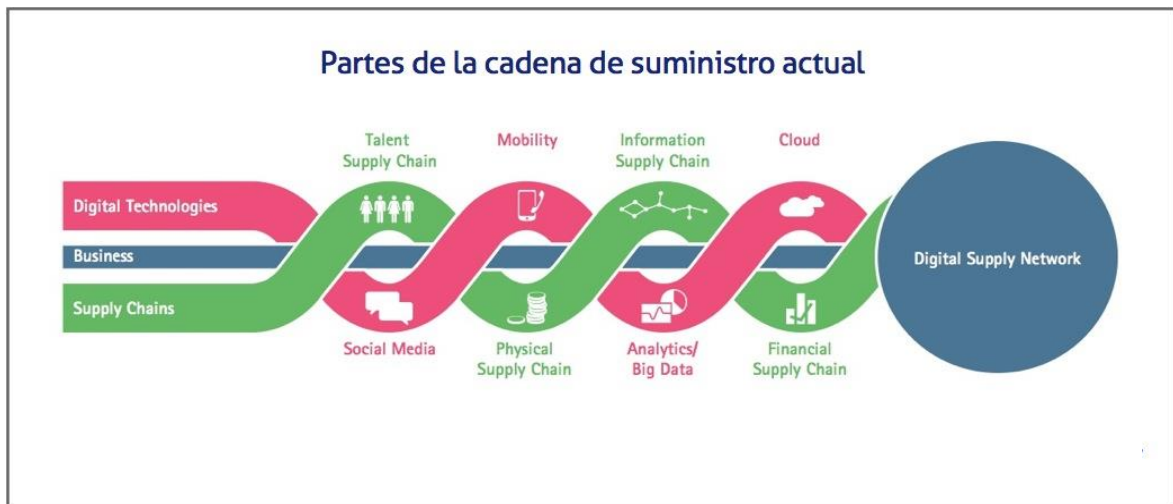 Partes de la cadena de suministro actual
Talent
Supply Chain
Mobility
Information
Supply Chain
Cloud
Digital Technologies
Business
Supply Chains
Digital Supply Network
Social Media
Physical
Supply Chain
Analytics/
Big Data
Financial
Supply Chain